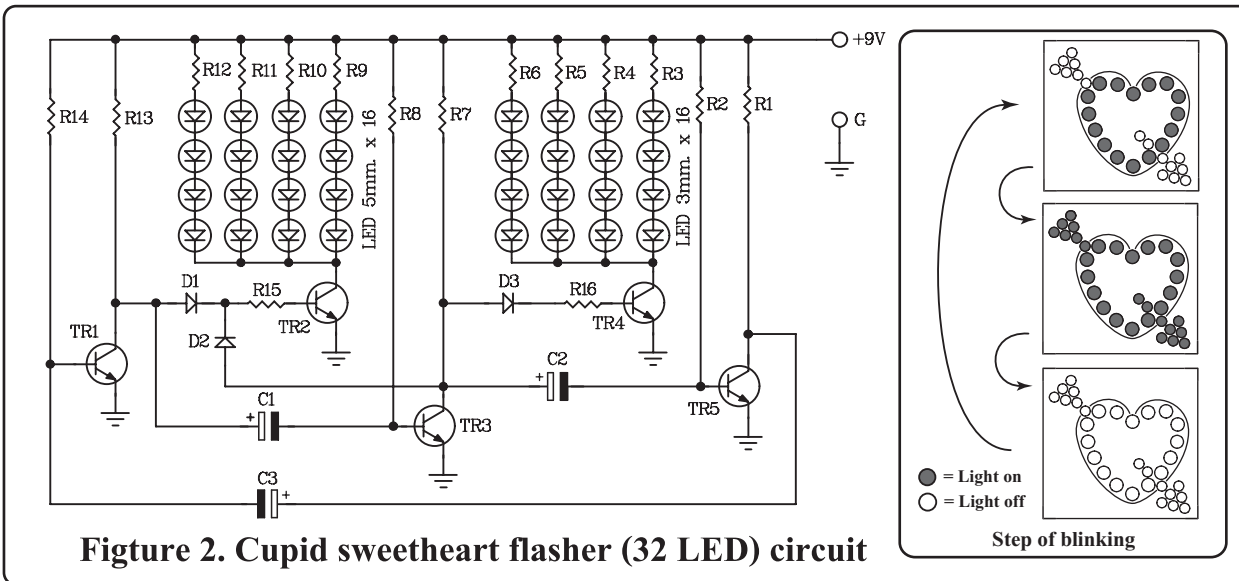 +9V
R12
R11
R10
R9
R6
R5
R4
R3
R14
R13
R8
R7
R2
R1
G
LED 5mm. x 16
LED 3mm. x 16
D1
R15
D3
R16
TR1
D2
TR2
TR4
C1
C2
TR3
TR5
C3
+
+
+
Figture 2. Cupid sweetheart flasher (32 LED) circuit
= Light on
= Light off
Step of blinking